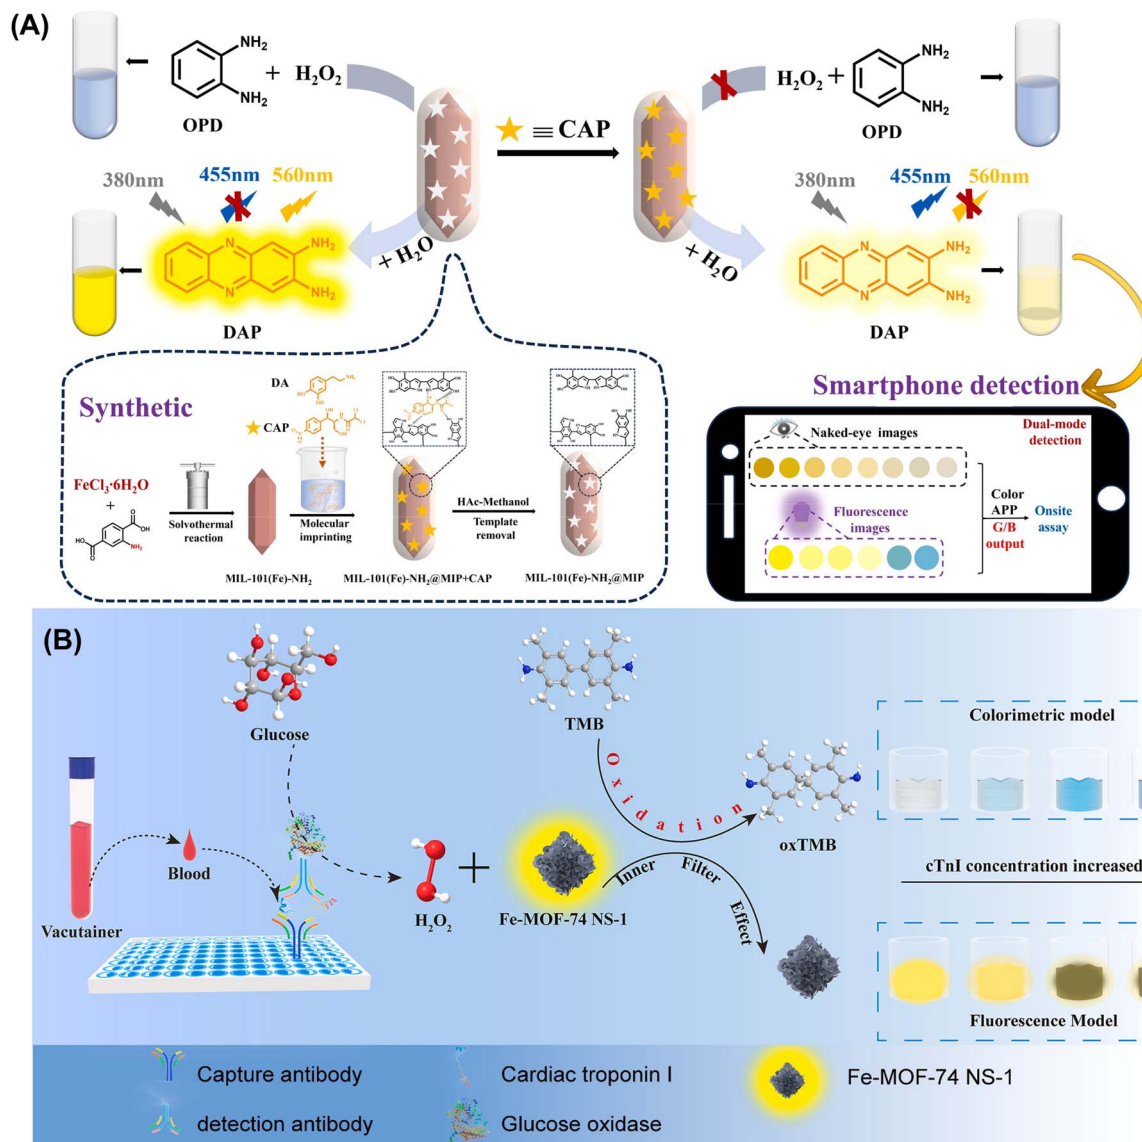 (A)
NH₂
NH₂
+ H₂O₂
OPD
≡ CAP
H₂O₂ +
NH₂
NH₂
OPD
380nm
455nm
560nm
N
N
NH₂
NH₂
DAP
+ H₂O
+ H₂O
380nm
455nm
560nm
N
N
NH₂
NH₂
DAP
Synthetic
DA
CAP
FeCl₃·6H₂O
+
Solvothermal
reaction
Molecular
imprinting
HAc-Methanol
Template
removal
MIL-101(Fe)-NH₂
MIL-101(Fe)-NH₂@MIP+CAP
MIL-101(Fe)-NH₂@MIP
Smartphone detection
Naked-eye images
Dual-mode
detection
Fluorescence
images
Color
APP
G/B
output
Onsite
assay
(B)
Glucose
TMB
Colorimetric model
Oxidation
oxTMB
Blood
Vacutainer
H₂O₂
+
Fe-MOF-74 NS-1
Inner Filter Effect
cTnI concentration increased
Fluorescence Model
Capture antibody
Cardiac troponin I
Fe-MOF-74 NS-1
detection antibody
Glucose oxidase